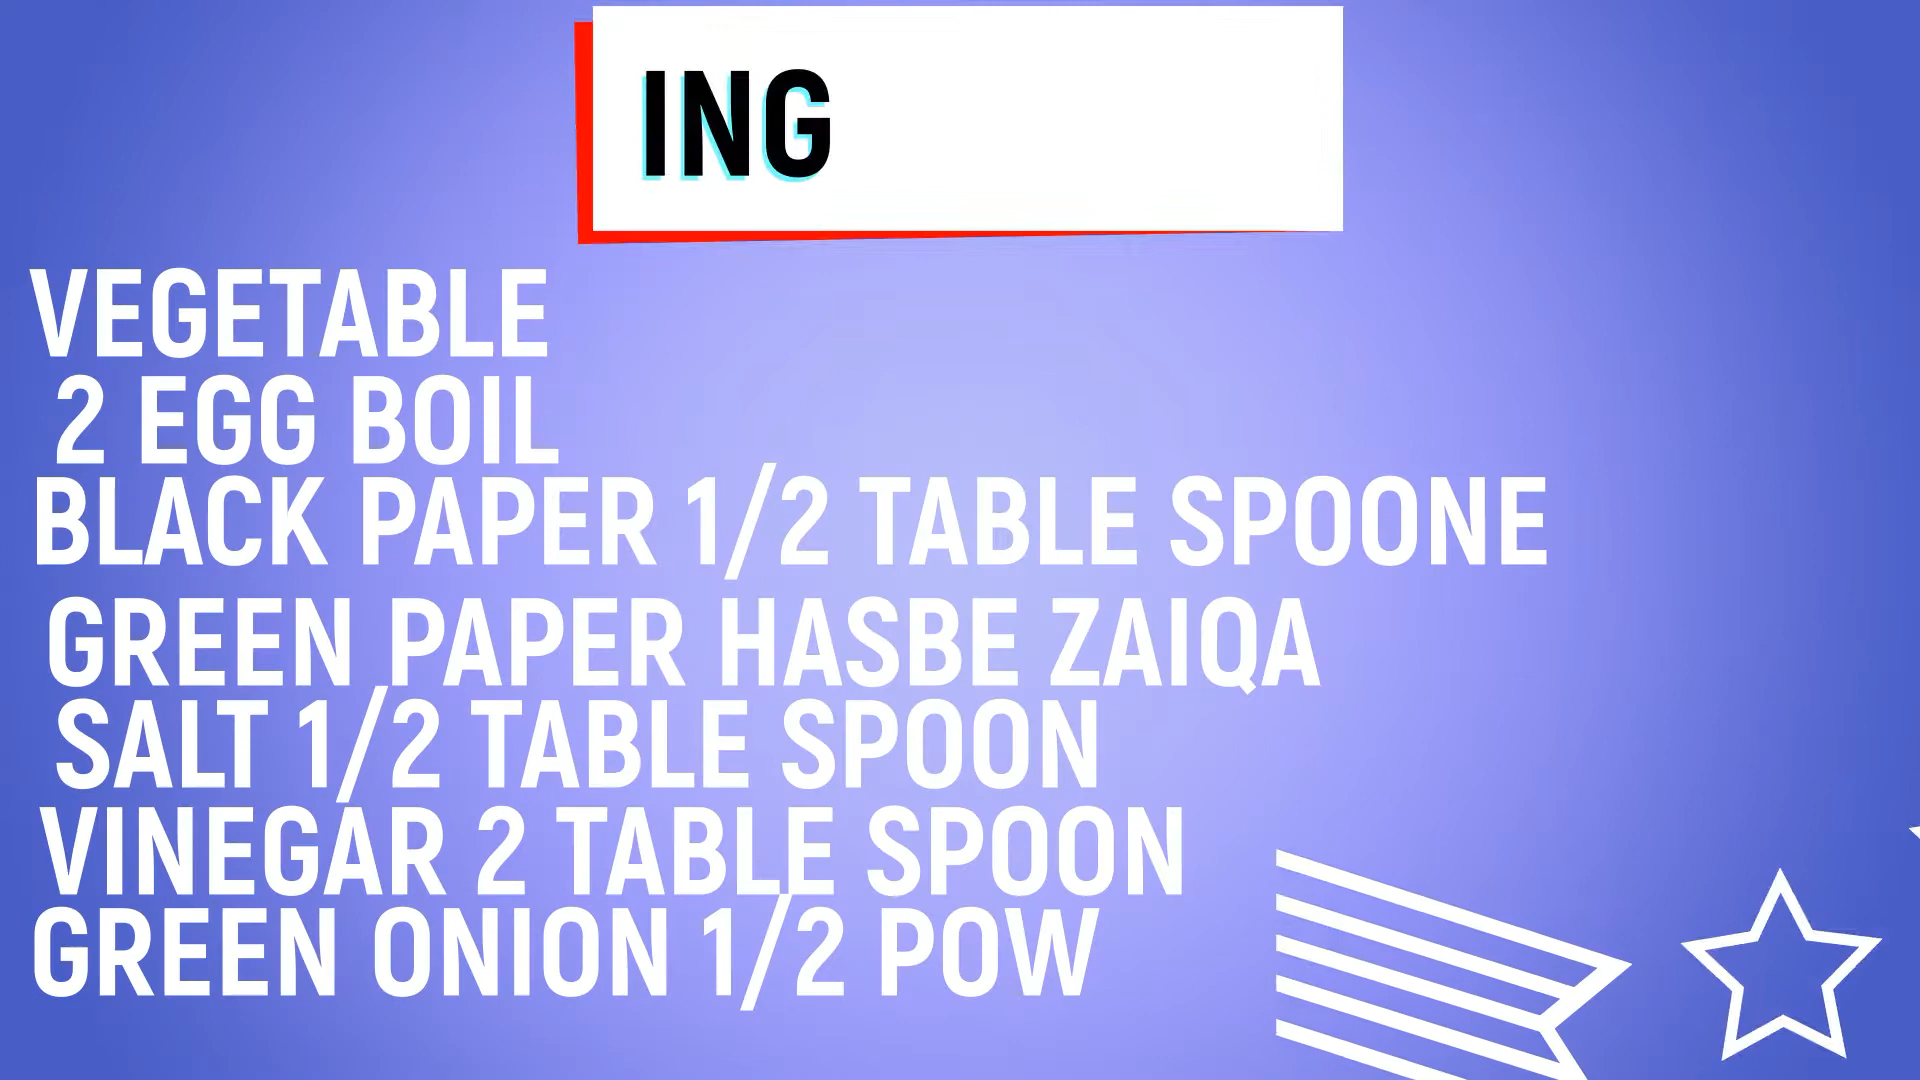 ING
VEGETABLE
2 EGG BOIL
BLACK PAPER 1/2 TABLE SPOONE
GREEN PAPER HASBE ZAIQA
SALT 1/2 TABLE SPOON
VINEGAR 2 TABLE SPOON
GREEN ONION 1/2 POW